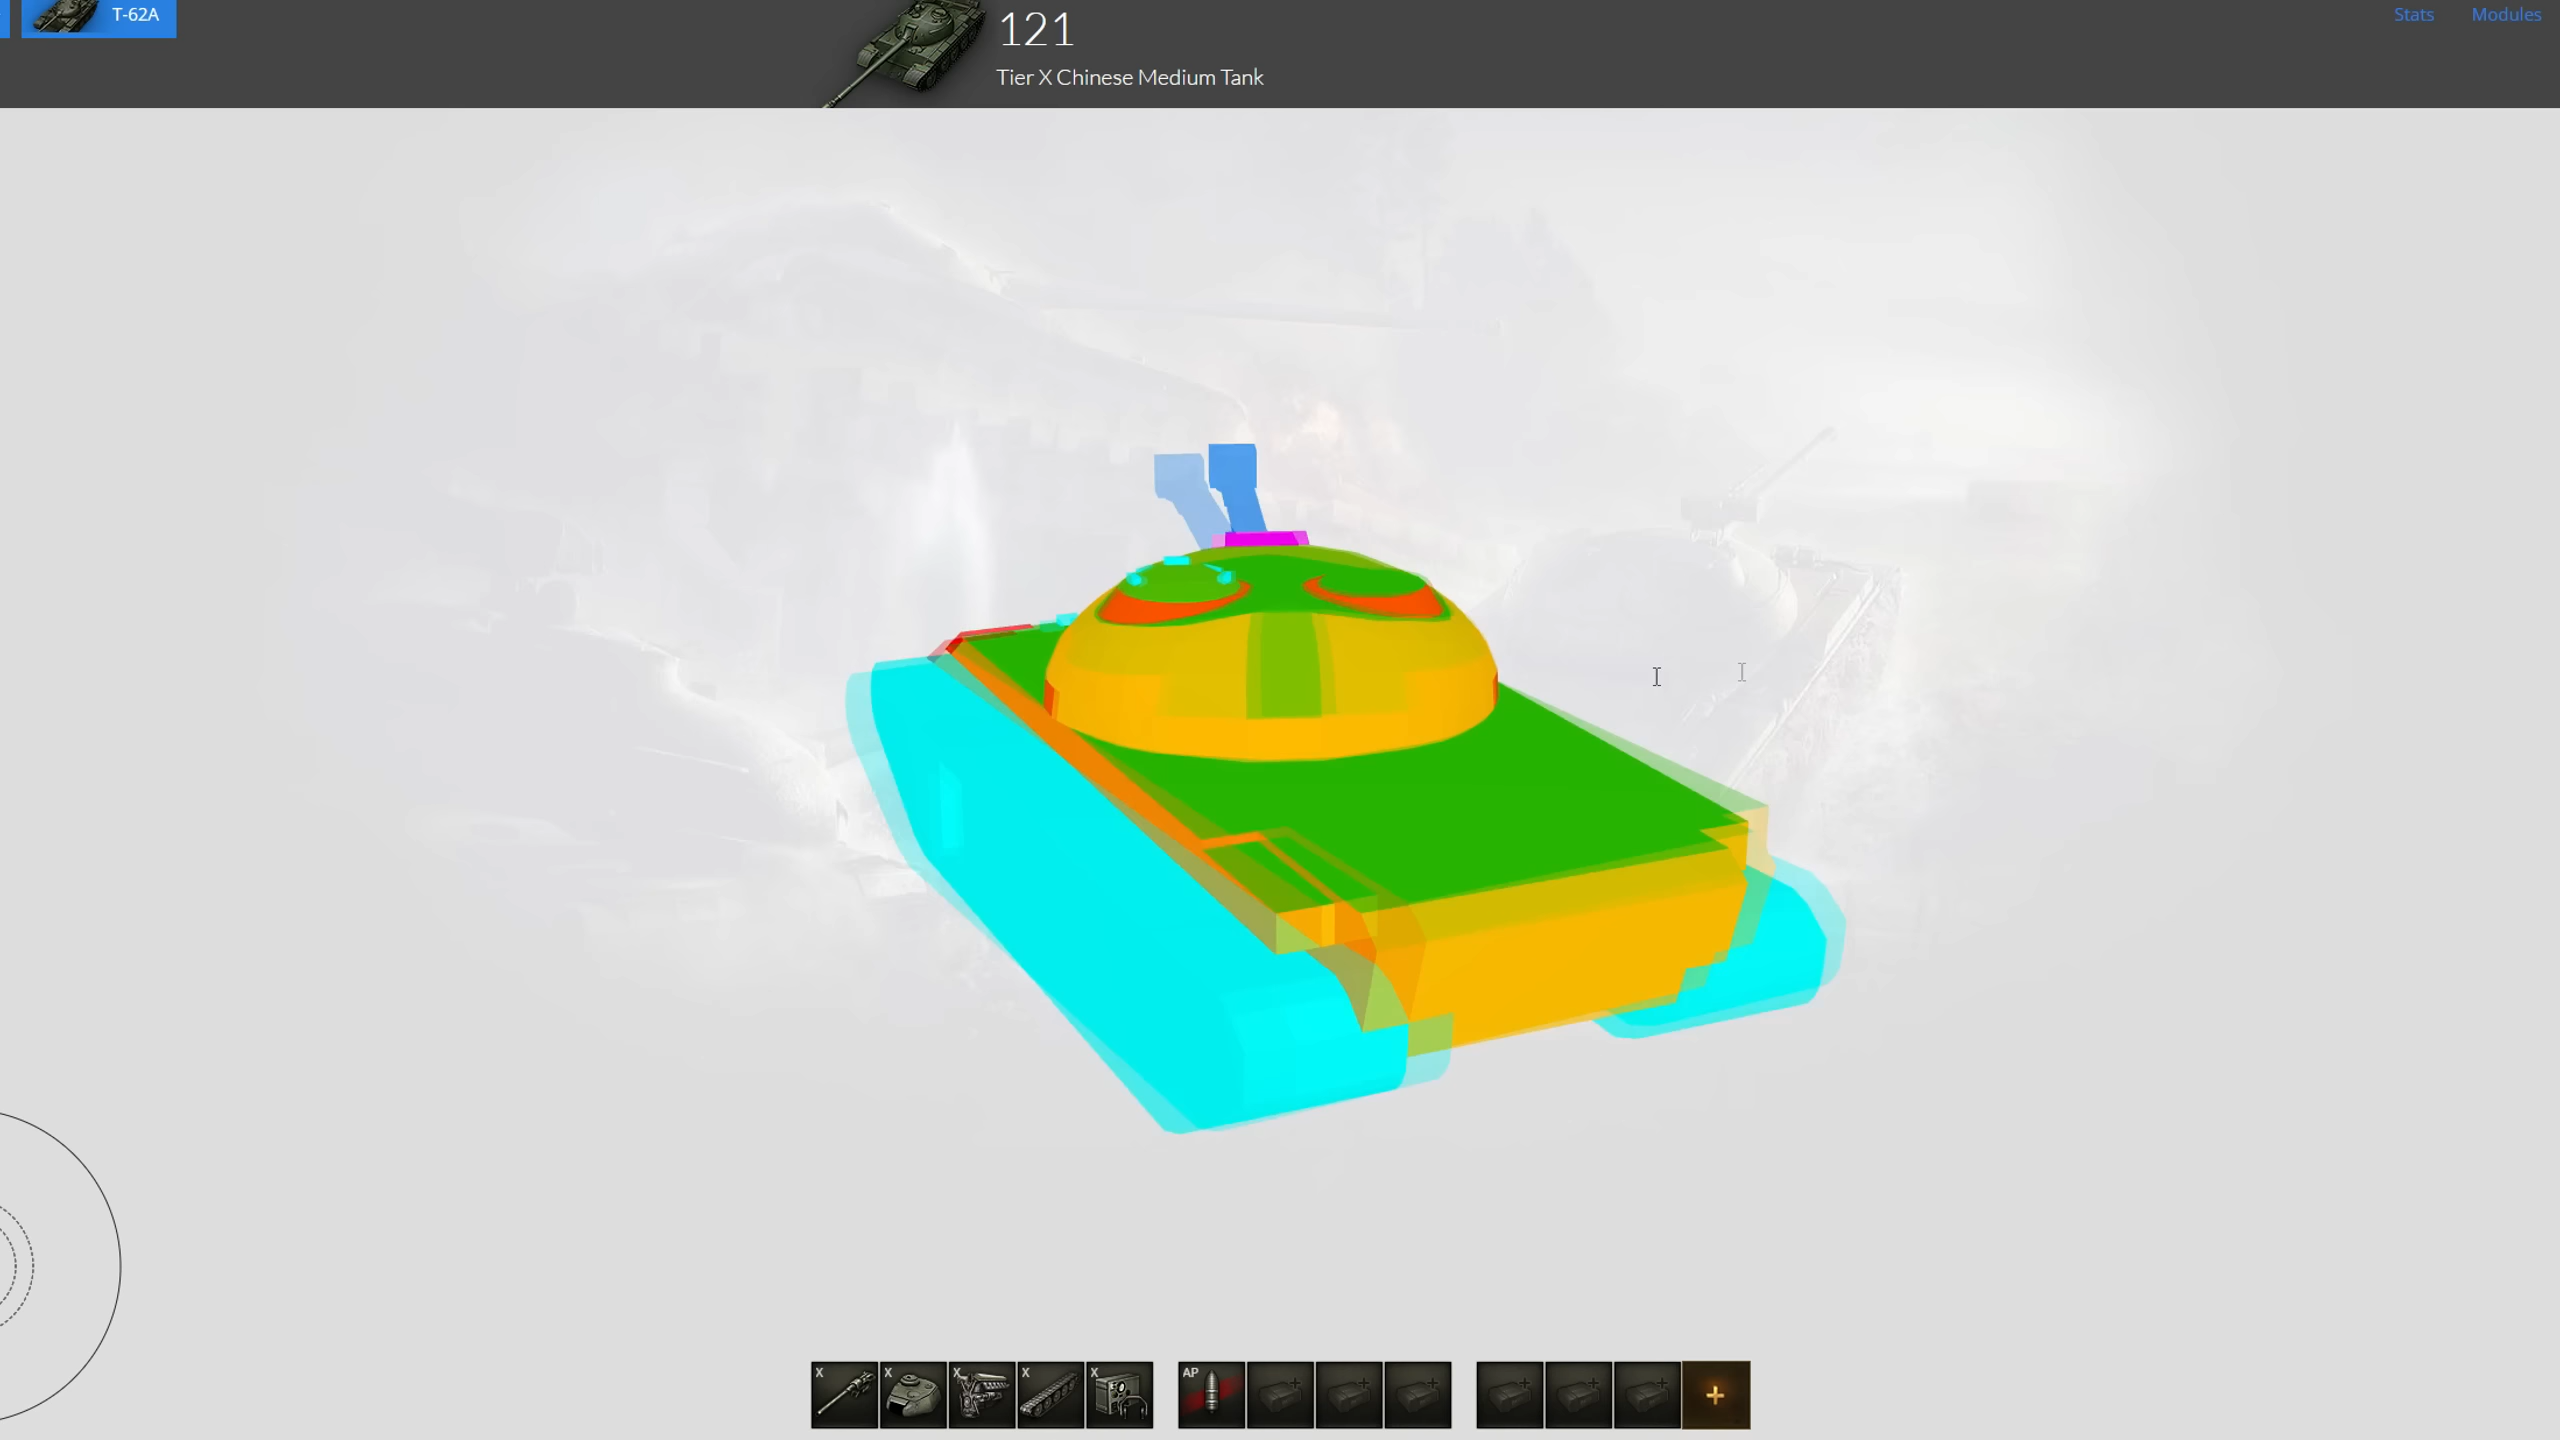 T-62A
121
Tier X Chinese Medium Tank
Stats
Modules
X
X
X
X
X
AP